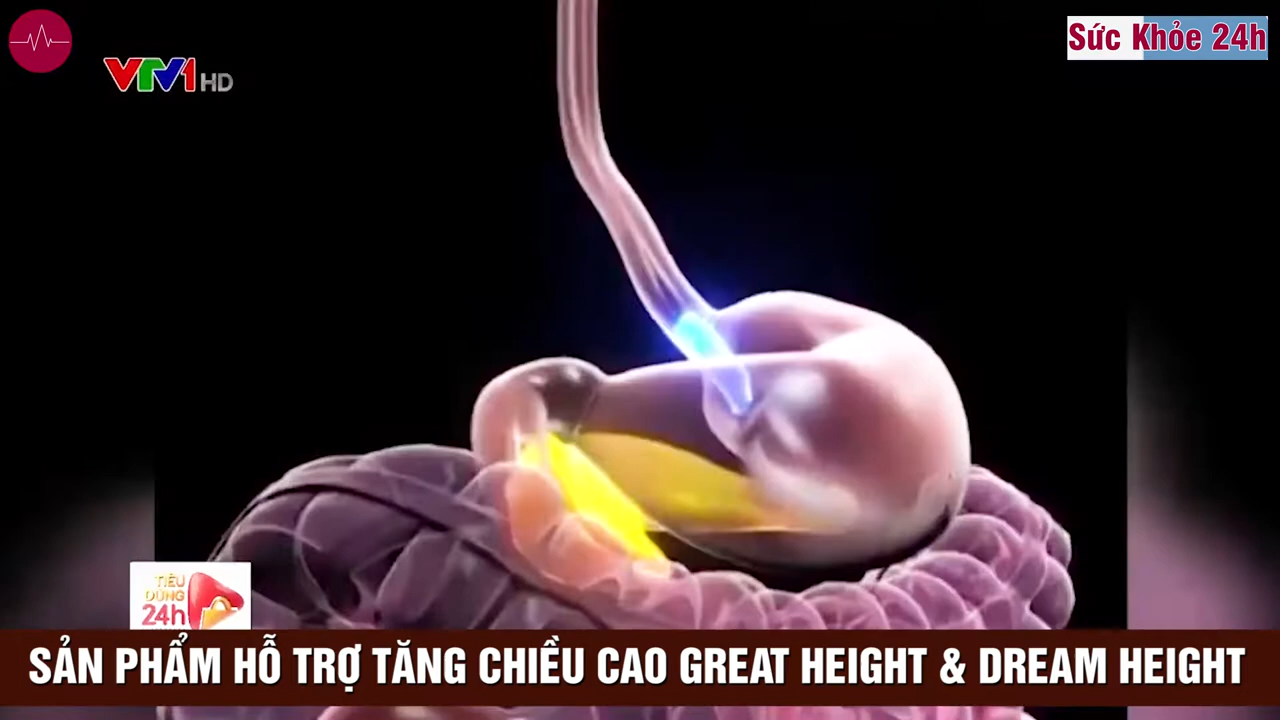 Sức Khỏe 24h
VTV1 HD
TIÊU
DÙNG
24h
SẢN PHẨM HỖ TRỢ TĂNG CHIỀU CAO GREAT HEIGHT & DREAM HEIGHT